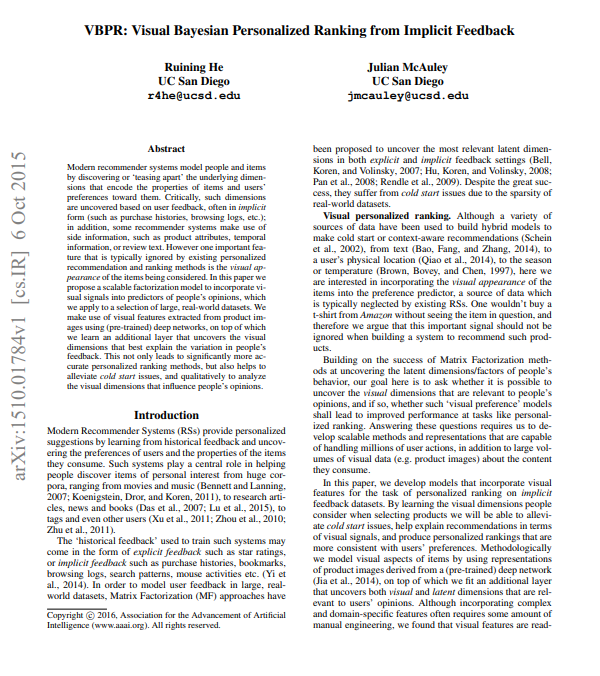 VBPR: Visual Bayesian Personalized Ranking from Implicit Feedback
Ruining He
UC San Diego
r4he@ucsd.edu
Julian McAuley
UC San Diego
jmcauley@ucsd.edu
arXiv:1510.01784v1 [cs.IR] 6 Oct 2015
Abstract
Modern recommender systems model people and items
by discovering or ‘teasing apart’ the underlying dimen-
sions that encode the properties of items and users’
preferences toward them. Critically, such dimensions
are uncovered based on user feedback, often in implicit
form (such as purchase histories, browsing logs, etc.);
in addition, some recommender systems make use of
side information, such as product attributes, temporal
information, or review text. However one important fea-
ture that is typically ignored by existing personalized
recommendation and ranking methods is the visual ap-
pearance of the items being considered. In this paper we
propose a scalable factorization model to incorporate vi-
sual signals into predictors of people’s opinions, which
we apply to a selection of large, real-world datasets. We
make use of visual features extracted from product im-
ages using (pre-trained) deep networks, on top of which
we learn an additional layer that uncovers the visual
dimensions that best explain the variation in people’s
feedback. This not only leads to significantly more ac-
curate personalized ranking methods, but also helps to
alleviate cold start issues, and qualitatively to analyze
the visual dimensions that influence people’s opinions.
Introduction
Modern Recommender Systems (RSs) provide personalized
suggestions by learning from historical feedback and uncov-
ering the preferences of users and the properties of the items
they consume. Such systems play a central role in helping
people discover items of personal interest from huge cor-
pora, ranging from movies and music (Bennett and Lanning,
2007; Koenigstein, Dror, and Koren, 2011), to research arti-
cles, news and books (Das et al., 2007; Lu et al., 2015), to
tags and even other users (Xu et al., 2011; Zhou et al., 2010;
Zhu et al., 2011).
The ‘historical feedback’ used to train such systems may
come in the form of explicit feedback such as star ratings,
or implicit feedback such as purchase histories, bookmarks,
browsing logs, search patterns, mouse activities etc. (Yi et
al., 2014). In order to model user feedback in large, real-
world datasets, Matrix Factorization (MF) approaches have
Copyright © 2016, Association for the Advancement of Artificial
Intelligence (www.aaai.org). All rights reserved.
been proposed to uncover the most relevant latent dimen-
sions in both explicit and implicit feedback settings (Bell,
Koren, and Volinsky, 2007; Hu, Koren, and Volinsky, 2008;
Pan et al., 2008; Rendle et al., 2009). Despite the great suc-
cess, they suffer from cold start issues due to the sparsity of
real-world datasets.
Visual personalized ranking. Although a variety of
sources of data have been used to build hybrid models to
make cold start or context-aware recommendations (Schein
et al., 2002), from text (Bao, Fang, and Zhang, 2014), to
a user’s physical location (Qiao et al., 2014), to the season
or temperature (Brown, Bovey, and Chen, 1997), here we
are interested in incorporating the visual appearance of the
items into the preference predictor, a source of data which
is typically neglected by existing RSs. One wouldn’t buy a
t-shirt from Amazon without seeing the item in question, and
therefore we argue that this important signal should not be
ignored when building a system to recommend such prod-
ucts.
Building on the success of Matrix Factorization meth-
ods at uncovering the latent dimensions/factors of people’s
behavior, our goal here is to ask whether it is possible to
uncover the visual dimensions that are relevant to people’s
opinions, and if so, whether such ‘visual preference’ models
shall lead to improved performance at tasks like personal-
ized ranking. Answering these questions requires us to de-
velop scalable methods and representations that are capable
of handling millions of user actions, in addition to large vol-
umes of visual data (e.g. product images) about the content
they consume.
In this paper, we develop models that incorporate visual
features for the task of personalized ranking on implicit
feedback datasets. By learning the visual dimensions people
consider when selecting products we will be able to allevi-
ate cold start issues, help explain recommendations in terms
of visual signals, and produce personalized rankings that are
more consistent with users’ preferences. Methodologically
we model visual aspects of items by using representations
of product images derived from a (pre-trained) deep network
(Jia et al., 2014), on top of which we fit an additional layer
that uncovers both visual and latent dimensions that are rel-
evant to users’ opinions. Although incorporating complex
and domain-specific features often requires some amount of
manual engineering, we found that visual features are read-